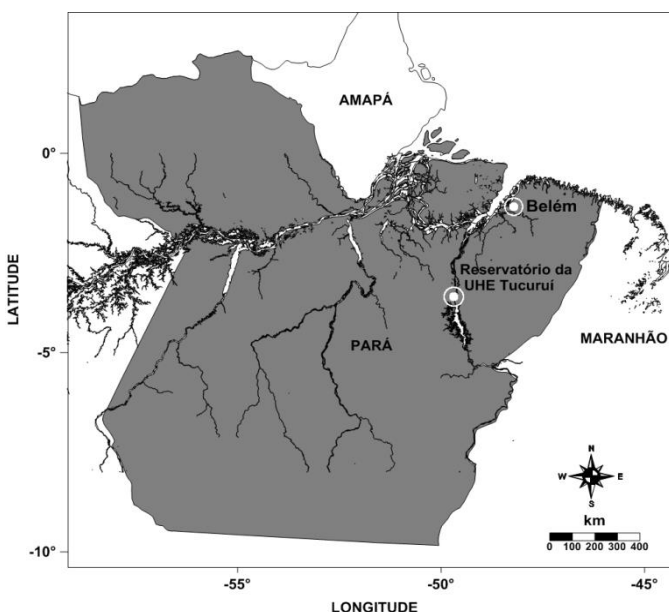 AMAPÁ
0°
Belém
LATITUDE
Reservatório da
UHE Tucuruí
MARANHÃO
PARÁ
-5°
N
W
E
S
km
0 100 200 300 400
-10°
-55°
-50°
-45°
LONGITUDE